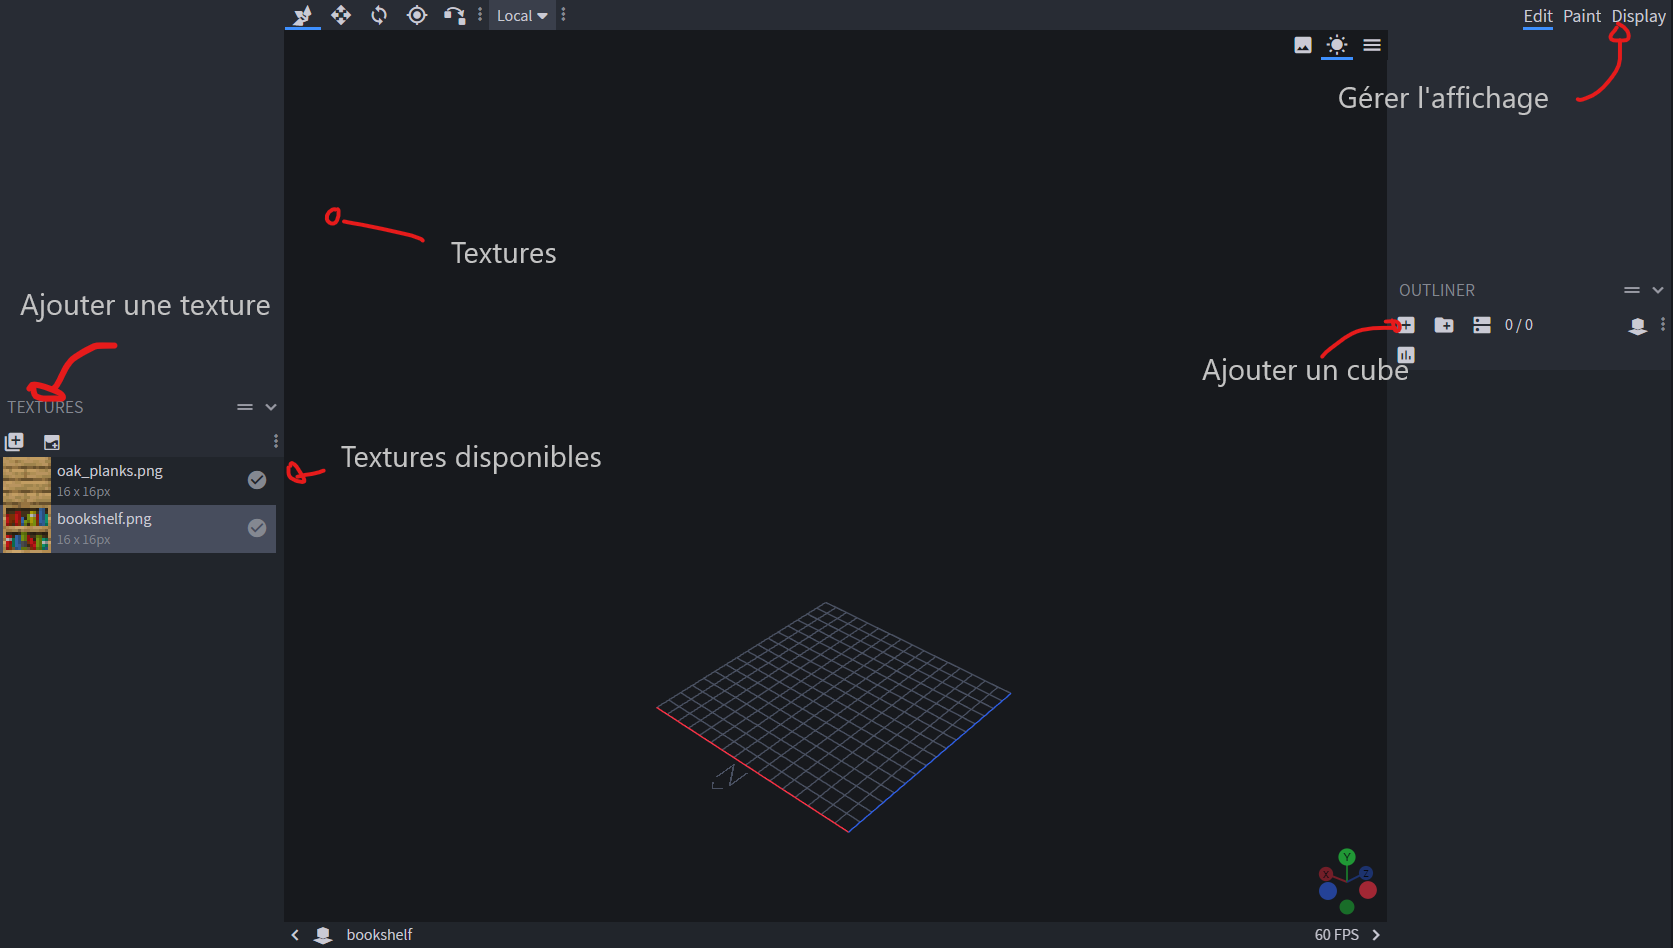 Local
Edit Paint Display
Gérer l'affichage
Textures
Ajouter une texture
OUTLINER
0 / 0
Ajouter un cube
TEXTURES
Textures disponibles
oak_planks.png
16 x 16px
bookshelf.png
16 x 16px
Y
X
Z
bookshelf
60 FPS